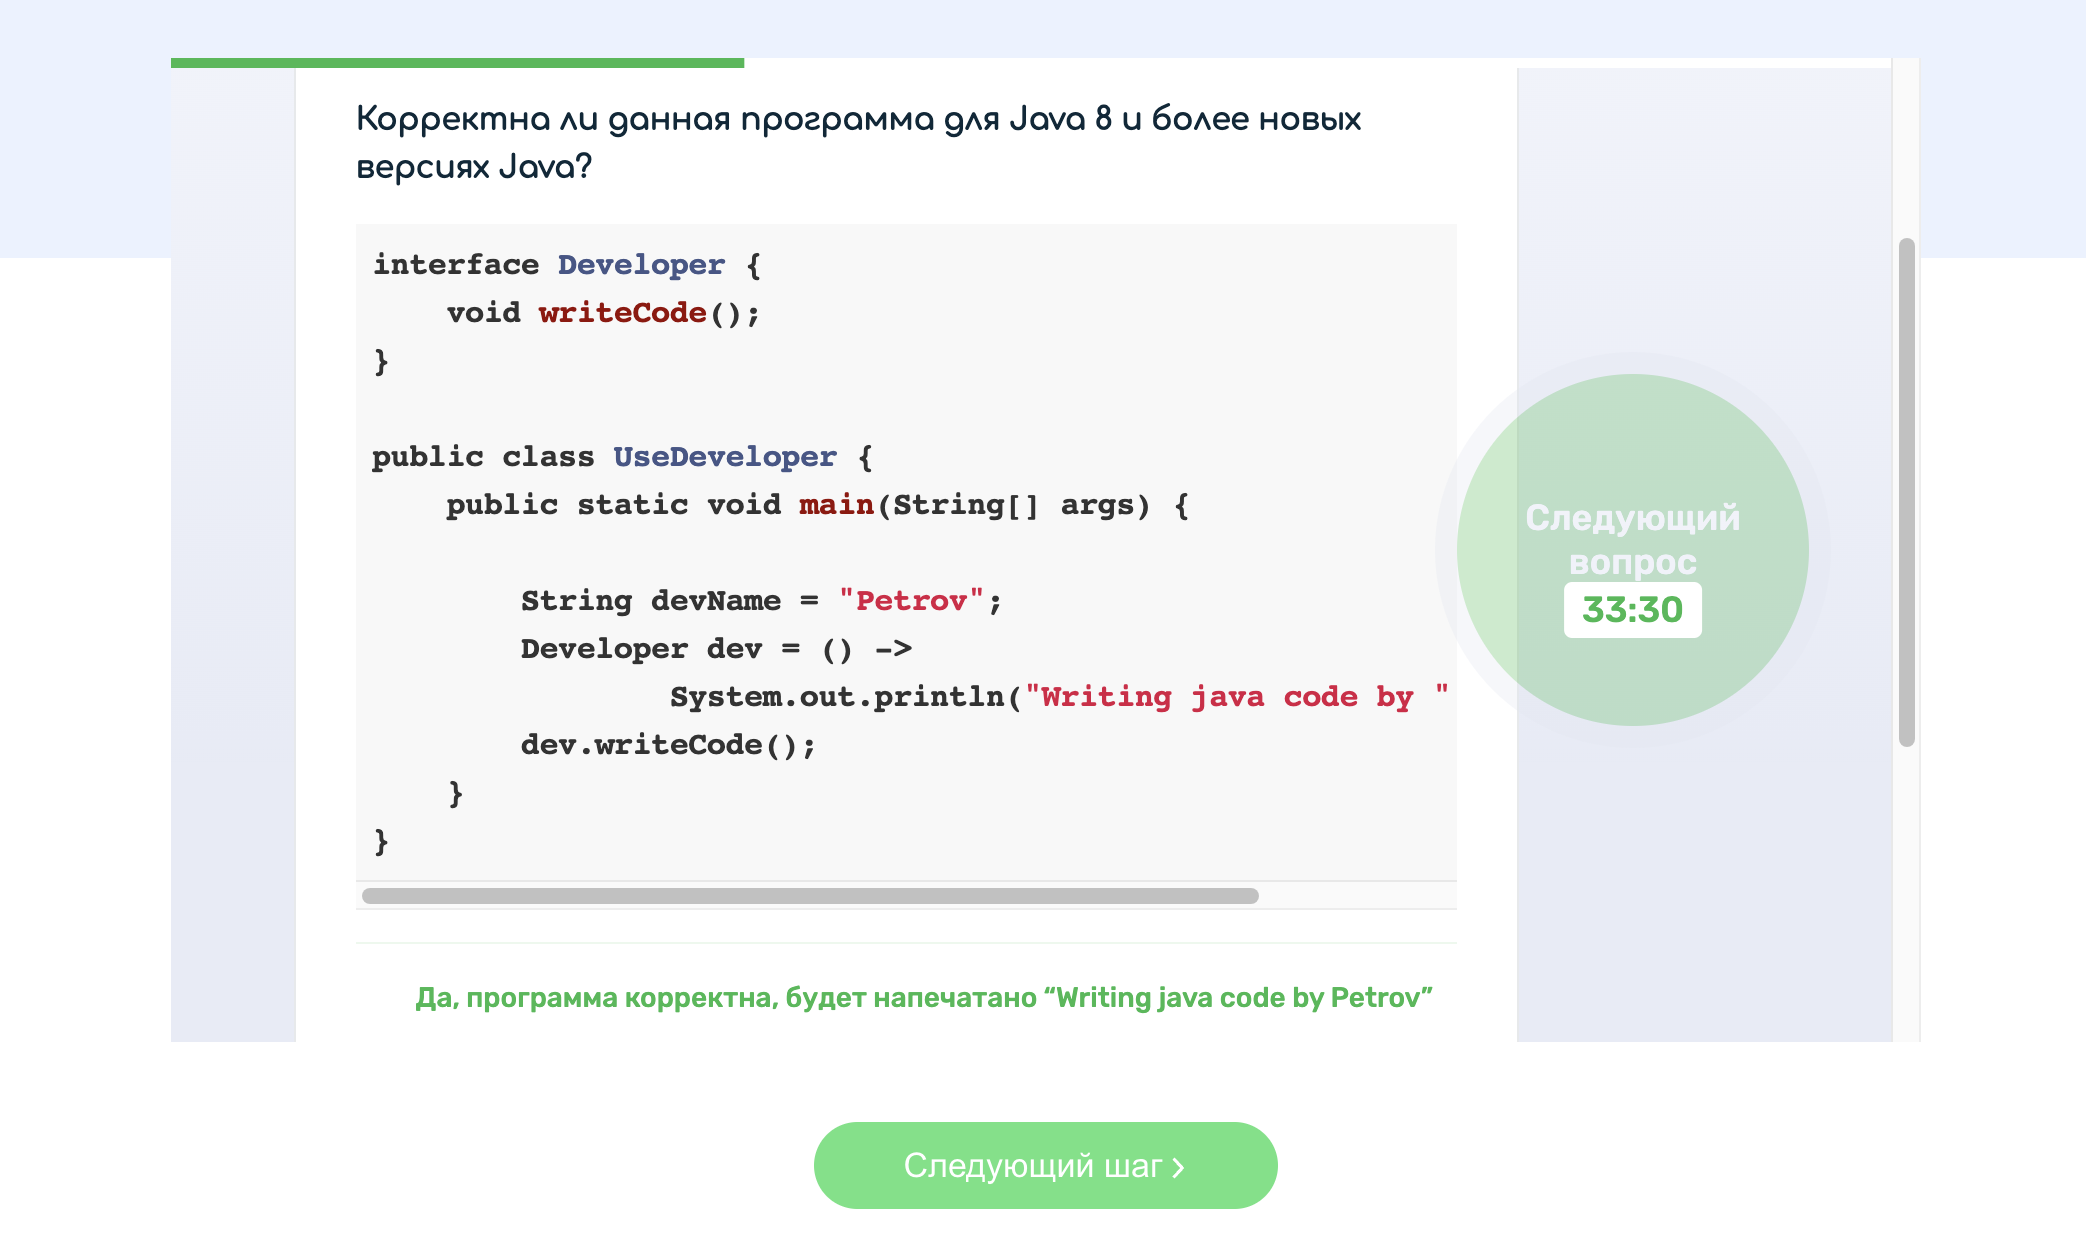 Корректна ли данная программа для Java 8 и более новых
версиях Java?
interface Developer {
void writeCode();
}
public class UseDeveloper {
public static void main(String[] args) {
String devName = "Petrov";
Developer dev = () ->
System.out.println("Writing java code by "
dev.writeCode();
}
}
Следующий
вопрос
33:30
Да, программа корректна, будет напечатано “Writing java code by Petrov”
Следующий шаг